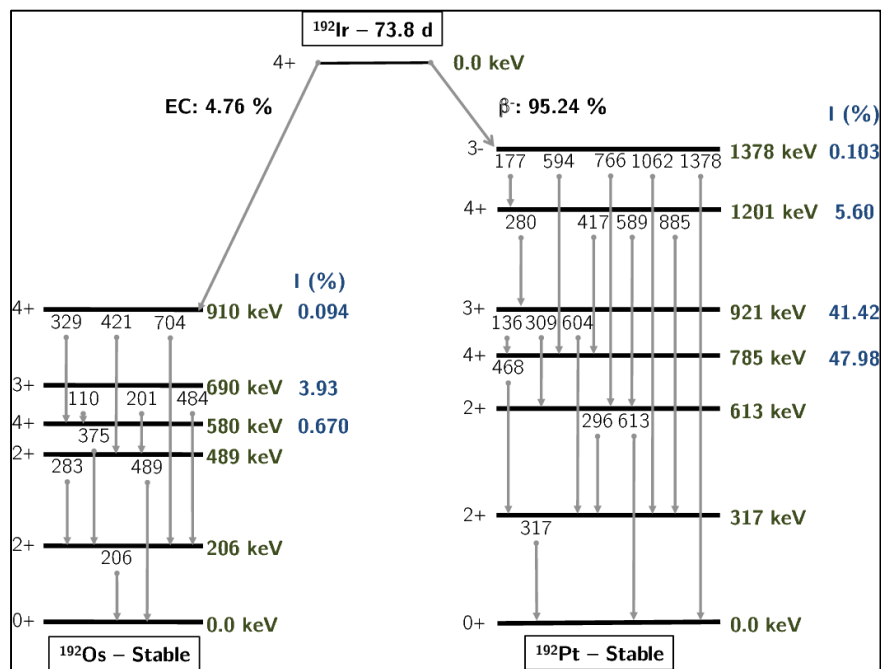 ¹⁹²Ir – 73.8 d
4+ 0.0 keV
EC: 4.76 % β⁻: 95.24 %
I (%)
3- 1378 keV 0.103
177 594 766 1062 1378
4+ 1201 keV 5.60
280 417 589 885
I (%)
4+ 910 keV 0.094
329 421 704
3+ 921 keV 41.42
136 309 604
4+ 785 keV 47.98
468
3+ 690 keV 3.93
110 201 484
2+ 613 keV
296 613
4+ 580 keV 0.670
375
2+ 489 keV
283 489
2+ 317 keV
317
2+ 206 keV
206
0+ 0.0 keV
0+ 0.0 keV
¹⁹²Os – Stable
¹⁹²Pt – Stable